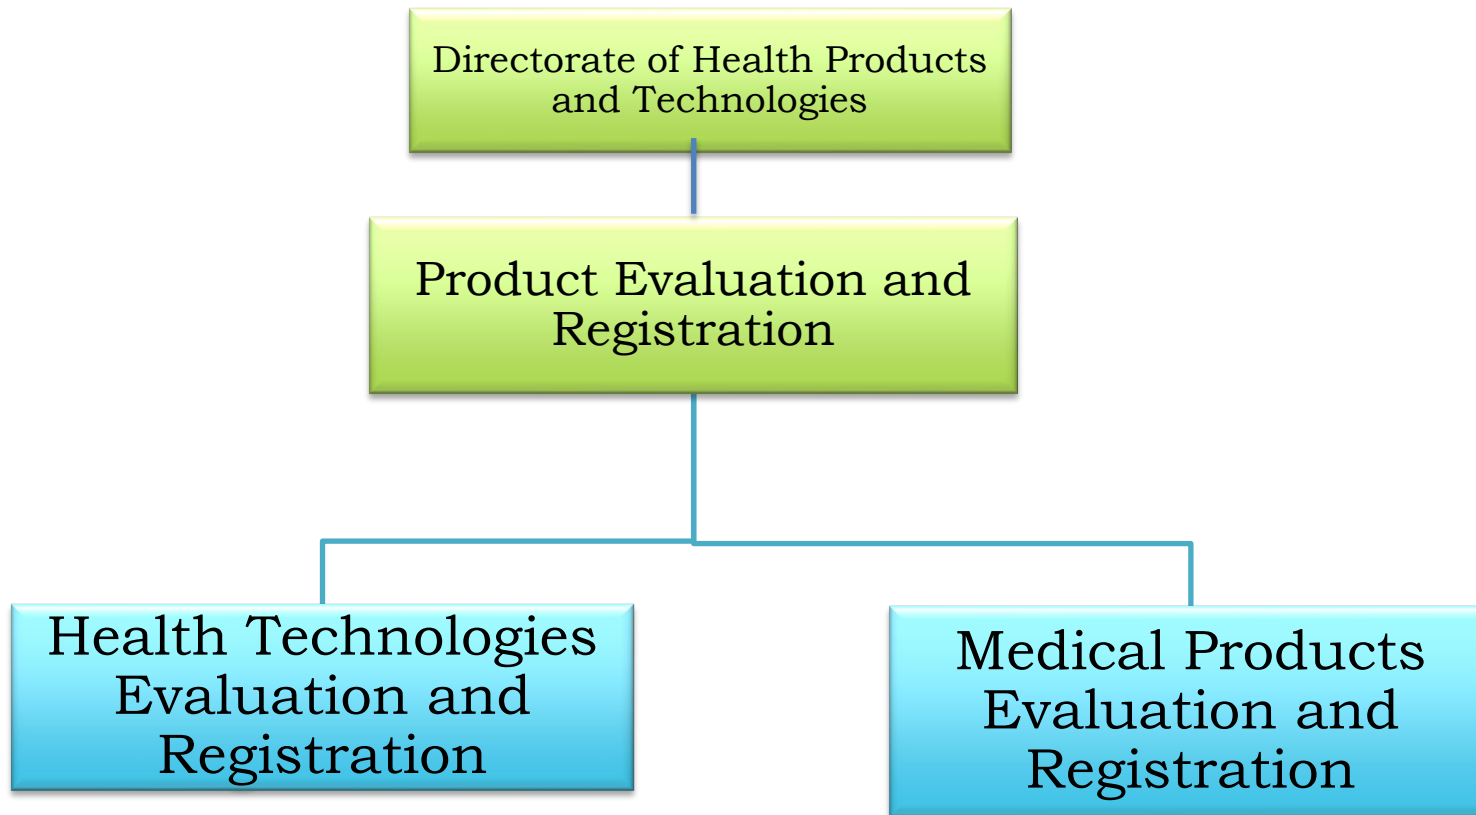 Directorate of Health Products
and Technologies
Product Evaluation and
Registration
Health Technologies
Evaluation and
Registration
Medical Products
Evaluation and
Registration